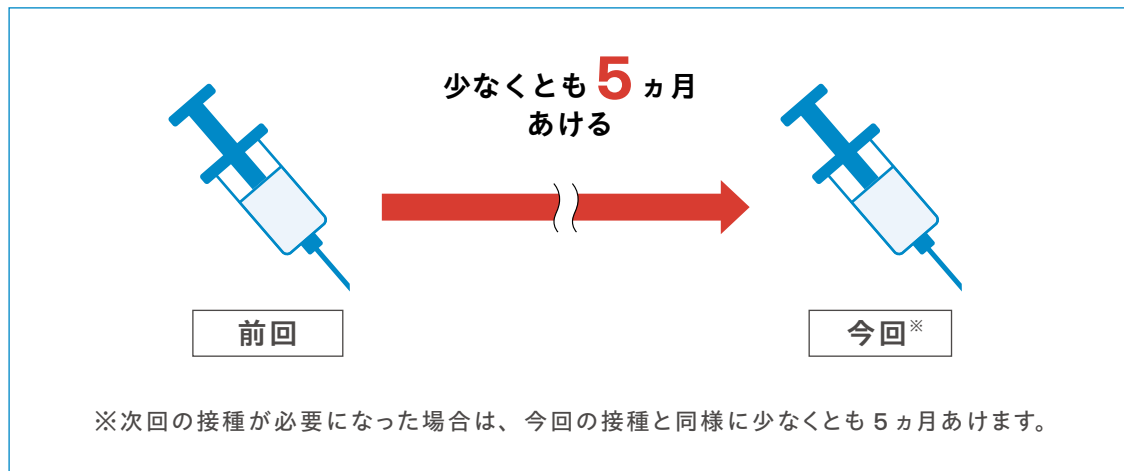 少なくとも5ヵ月
あける
前回
今回※
※次回の接種が必要になった場合は、今回の接種と同様に少なくとも5ヵ月あけます。